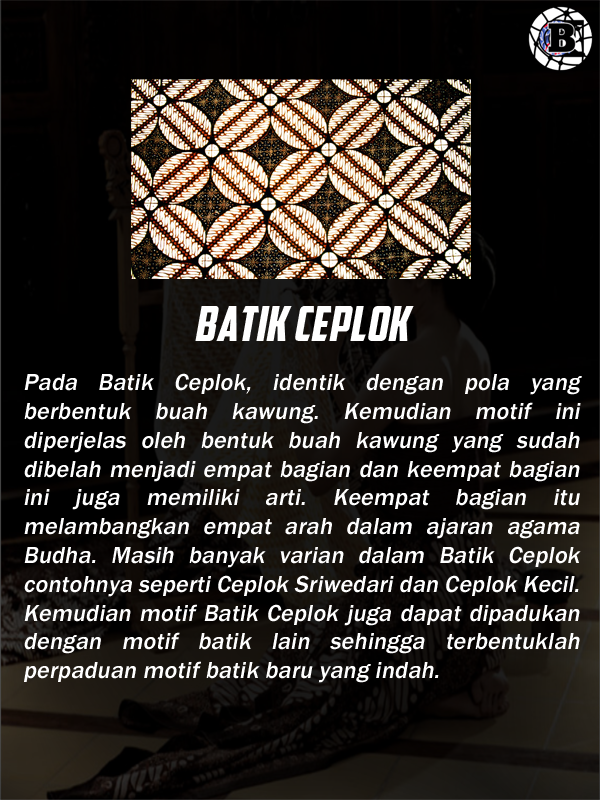 B
BATIK CEPLOK
Pada Batik Ceplok, identik dengan pola yang
berbentuk buah kawung. Kemudian motif ini
diperjelas oleh bentuk buah kawung yang sudah
dibelah menjadi empat bagian dan keempat bagian
ini juga memiliki arti. Keempat bagian itu
melambangkan empat arah dalam ajaran agama
Budha. Masih banyak varian dalam Batik Ceplok
contohnya seperti Ceplok Sriwedari dan Ceplok Kecil.
Kemudian motif Batik Ceplok juga dapat dipadukan
dengan motif batik lain sehingga terbentuklah
perpaduan motif batik baru yang indah.